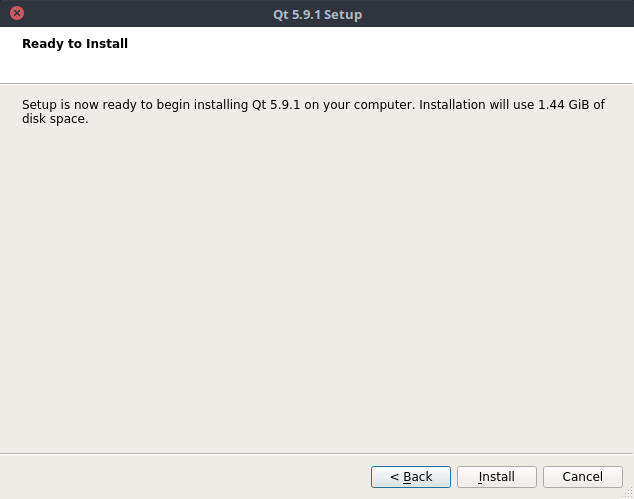 Qt 5.9.1 Setup
Ready to Install
Setup is now ready to begin installing Qt 5.9.1 on your computer. Installation will use 1.44 GiB of
disk space.
< Back
Install
Cancel